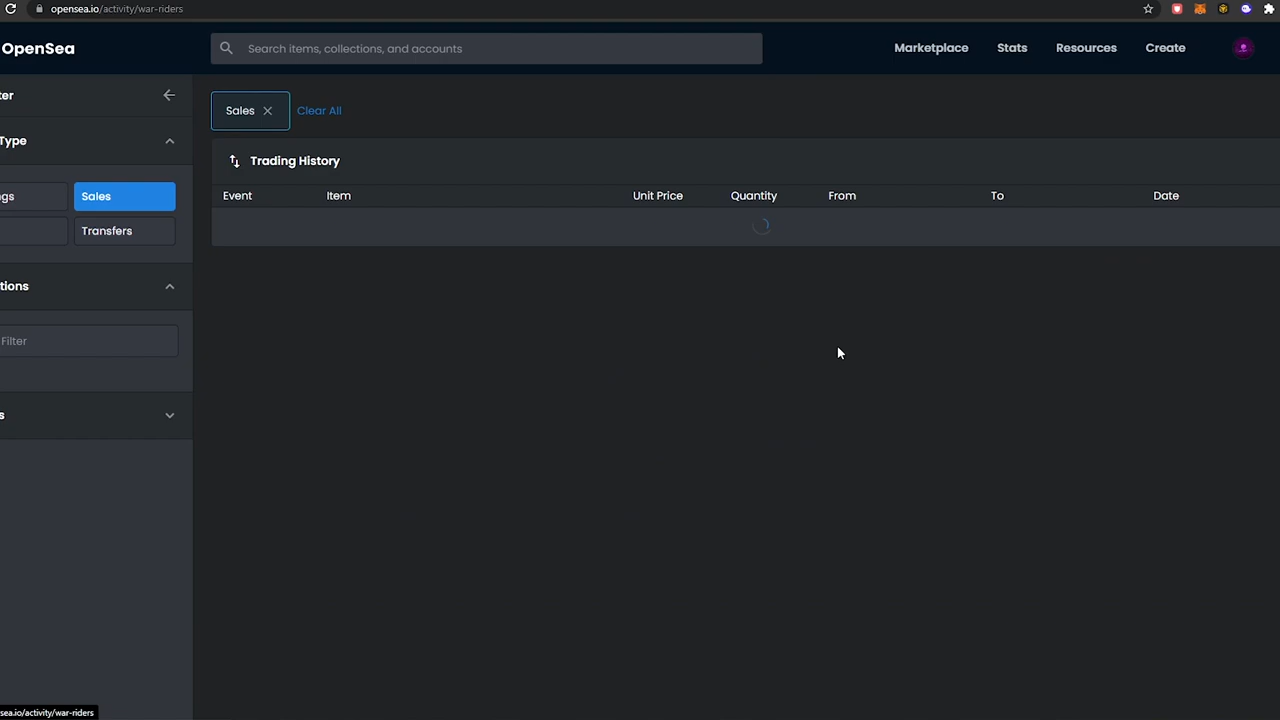 opensea.io/activity/war-riders
OpenSea
Search items, collections, and accounts
Marketplace
Stats
Resources
Create
ter
Type
ngs
Sales
Transfers
tions
Filter
s
Sales
Clear All
Trading History
Event
Item
Unit Price
Quantity
From
To
Date
sea.io/activity/war-riders